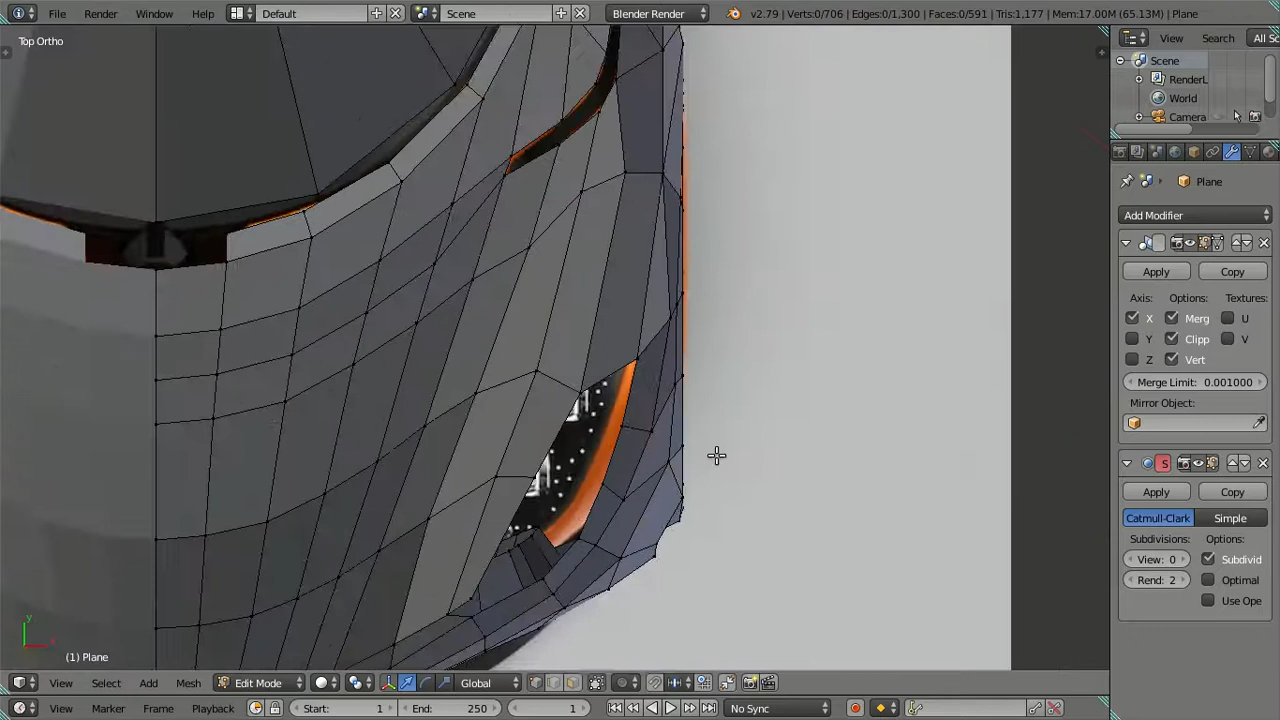 File Render Window Help Default Scene Blender Render v2.79 | Verts:0/706 | Edges:0/1,300 | Faces:0/591 | Tris:1,177 | Mem:17.00M (65.13M) | Plane
Top Ortho
View Search All Sc
Scene
RenderL
World
Camera
Plane
Add Modifier
Apply Copy
Axis: Options: Textures:
X Merg U
Y Clipp V
Z Vert
Merge Limit: 0.001000
Mirror Object:
S
Apply Copy
Catmull-Clark Simple
Subdivisions: Options:
View: 0 Subdivid
Rend: 2 Optimal
Use Ope
y
x
(1) Plane
View Select Add Mesh Edit Mode Global
View Marker Frame Playback Start: 1 End: 250 1 No Sync